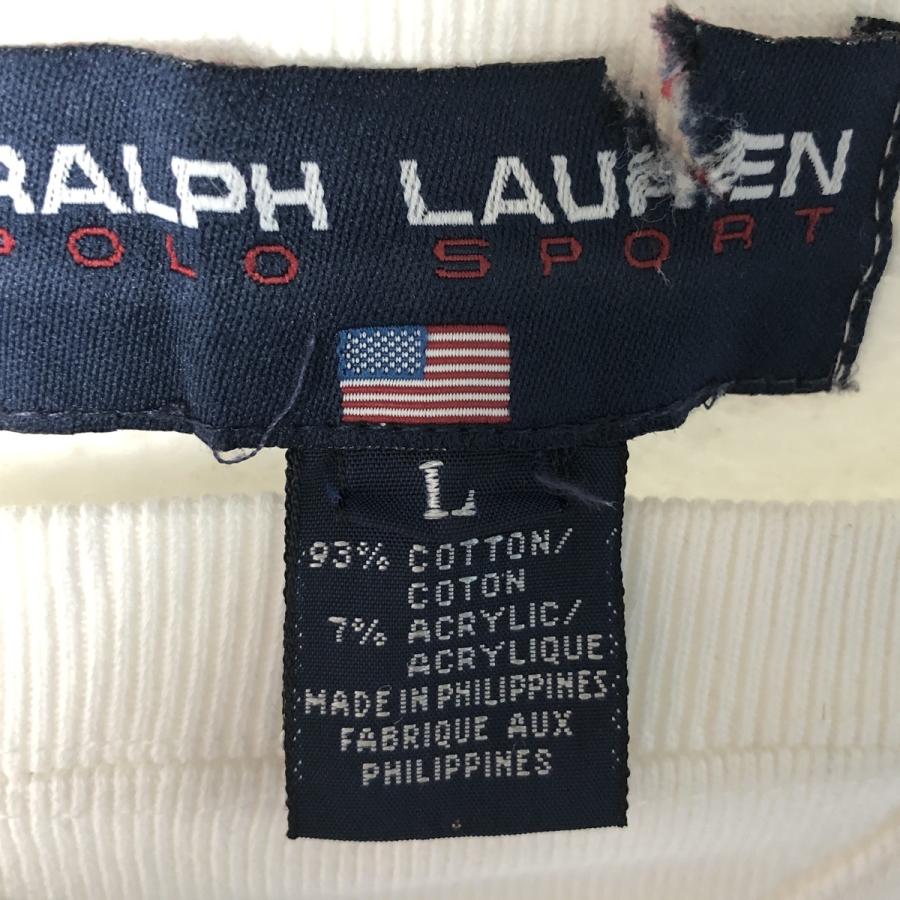 RALPH LAUREN
POLO SPORT
L
93% COTTON/
COTON
7% ACRYLIC/
ACRYLIQUE
MADE IN PHILIPPINES
FABRIQUE AUX
PHILIPPINES